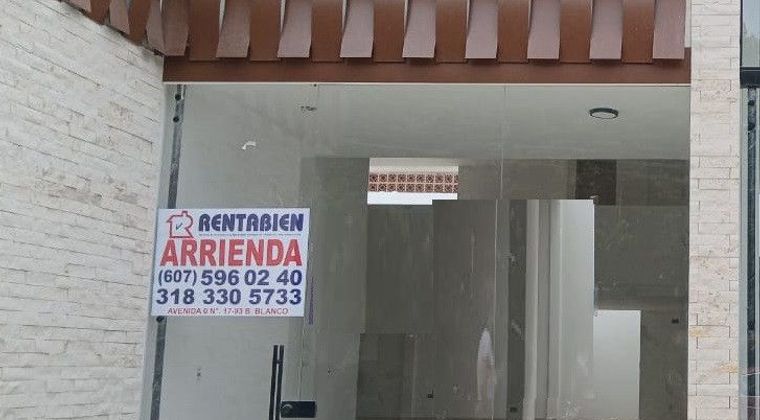 RENTABIEN
ARRIENDA
(607) 596 02 40
318 330 5733
AVENIDA 0 N°. 17-93 B. BLANCO